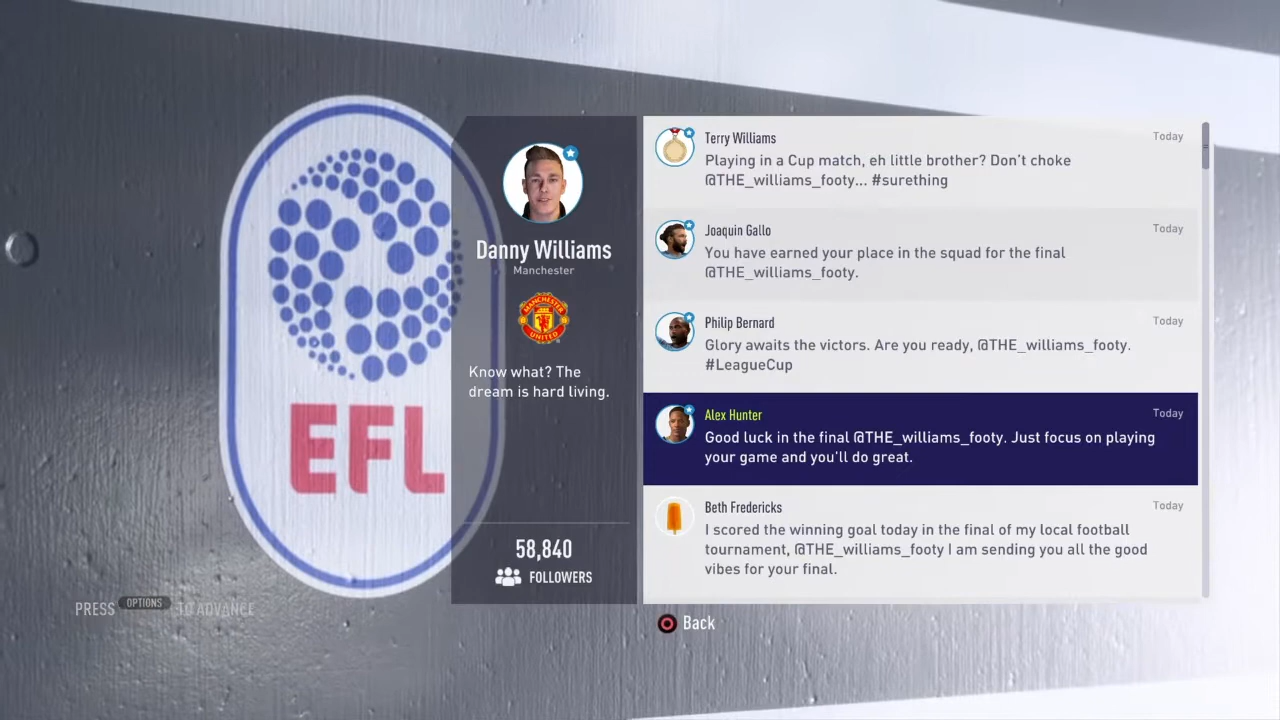 EFL
Danny Williams
Manchester
MANCHESTER
UNITED
Know what? The
dream is hard living.
58,840
FOLLOWERS
Terry Williams
Today
Playing in a Cup match, eh little brother? Don't choke
@THE_williams_footy... #surething
Joaquin Gallo
Today
You have earned your place in the squad for the final
@THE_williams_footy.
Philip Bernard
Today
Glory awaits the victors. Are you ready, @THE_williams_footy.
#LeagueCup
Alex Hunter
Today
Good luck in the final @THE_williams_footy. Just focus on playing
your game and you'll do great.
Beth Fredericks
Today
I scored the winning goal today in the final of my local football
tournament, @THE_williams_footy I am sending you all the good
vibes for your final.
PRESS OPTIONS TO ADVANCE
Back